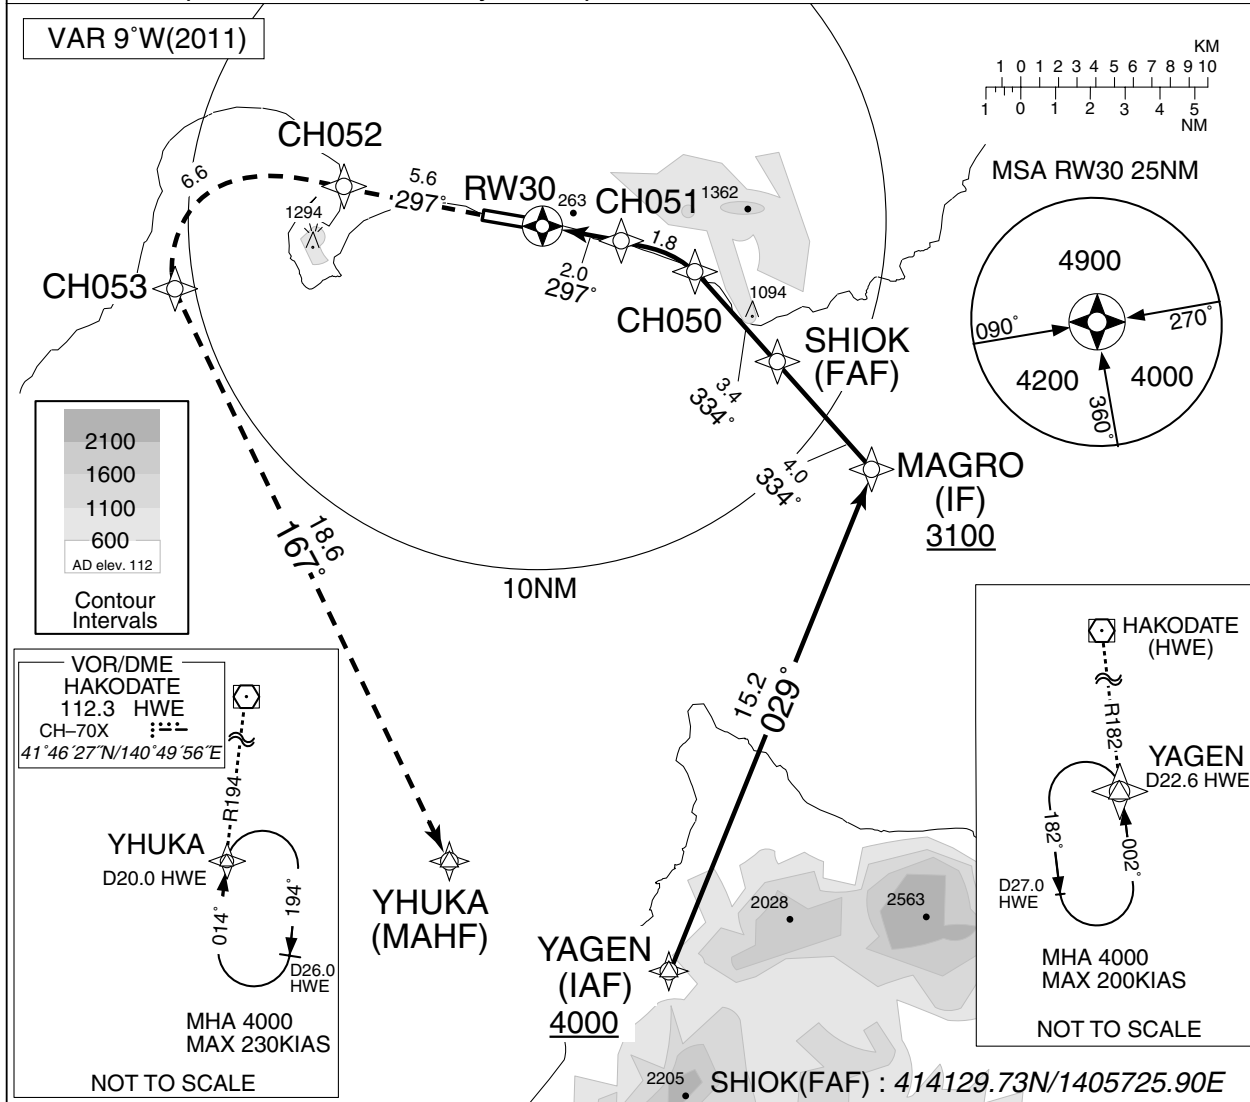 VAR 9°W(2011)
KM
1 0 1 2 3 4 5 6 7 8 9 10
1 0 1 2 3 4 5
NM
MSA RW30 25NM
4900
090°
270°
4200
4000
360°
CH052
6.6
5.6
297°
RW30
263
CH051
1362
1294
1.8
2.0
297°
CH053
CH050
1094
SHIOK
(FAF)
3.4
334°
4.0
334°
MAGRO
(IF)
3100
2100
1600
1100
600
AD elev. 112
Contour
Intervals
18.6
167°
10NM
15.2
029°
VOR/DME
HAKODATE
112.3 HWE
CH–70X
41°46´27˝N/140°49´56˝E
R194
YHUKA
D20.0 HWE
014°
194°
D26.0
HWE
MHA 4000
MAX 230KIAS
NOT TO SCALE
YHUKA
(MAHF)
YAGEN
(IAF)
4000
2028
2563
2205
HAKODATE
(HWE)
R182
YAGEN
D22.6 HWE
182°
002°
D27.0
HWE
MHA 4000
MAX 200KIAS
NOT TO SCALE
SHIOK(FAF) : 414129.73N/1405725.90E